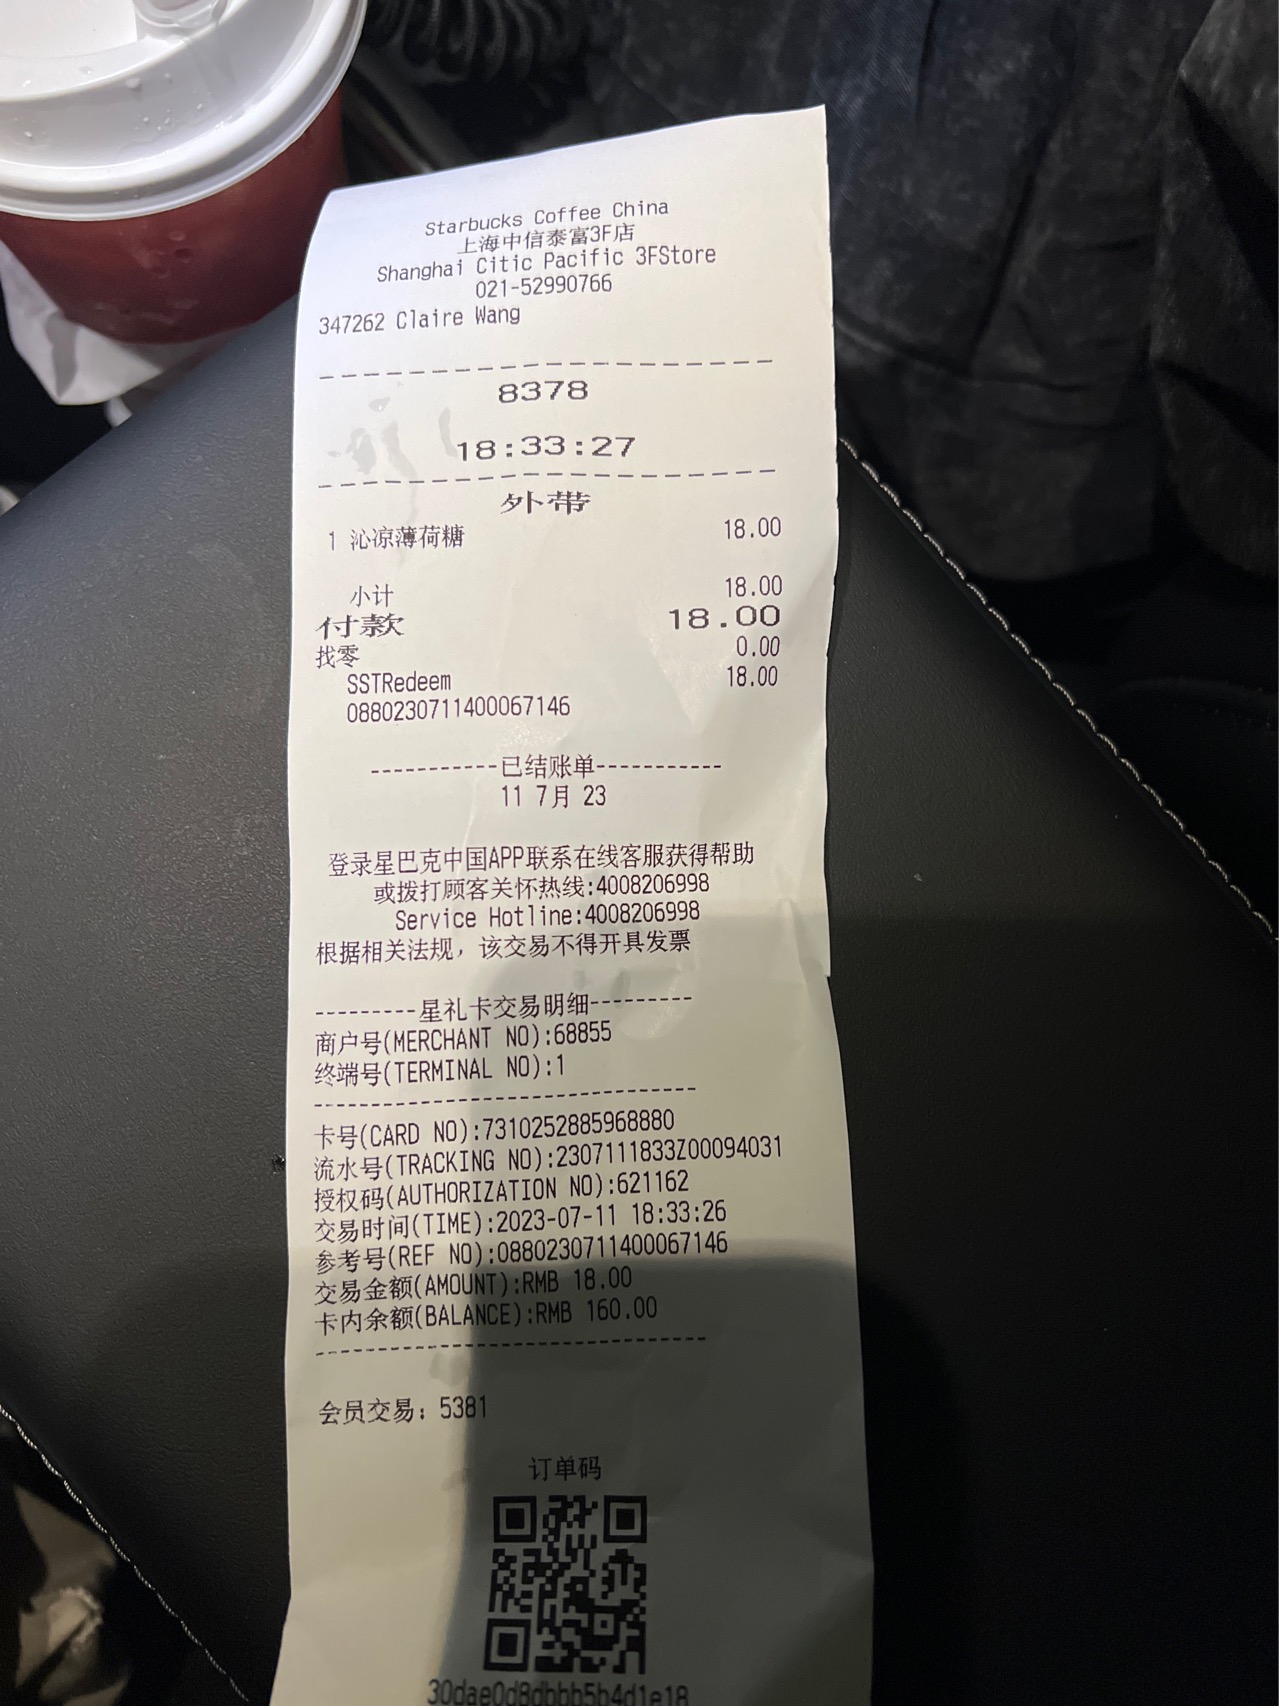 Starbucks Coffee China
上海中信泰富3F店
Shanghai Citic Pacific 3FStore
021-52990766
347262 Claire Wang
8378
18:33:27
外带
1 沁凉薄荷糖 18.00
小计 18.00
付款 18.00
找零 0.00
SSTRedeem 18.00
0880230711400067146
-----------已结账单-----------
11 7月 23
登录星巴克中国APP联系在线客服获得帮助
或拨打顾客关怀热线:4008206998
Service Hotline:4008206998
根据相关法规，该交易不得开具发票
---------星礼卡交易明细---------
商户号(MERCHANT NO):68855
终端号(TERMINAL NO):1
卡号(CARD NO):7310252885968880
流水号(TRACKING NO):2307111833Z00094031
授权码(AUTHORIZATION NO):621162
交易时间(TIME):2023-07-11 18:33:26
参考号(REF NO):0880230711400067146
交易金额(AMOUNT):RMB 18.00
卡内余额(BALANCE):RMB 160.00
会员交易：5381
订单码
30dae0d8dbbb5b4d1e18